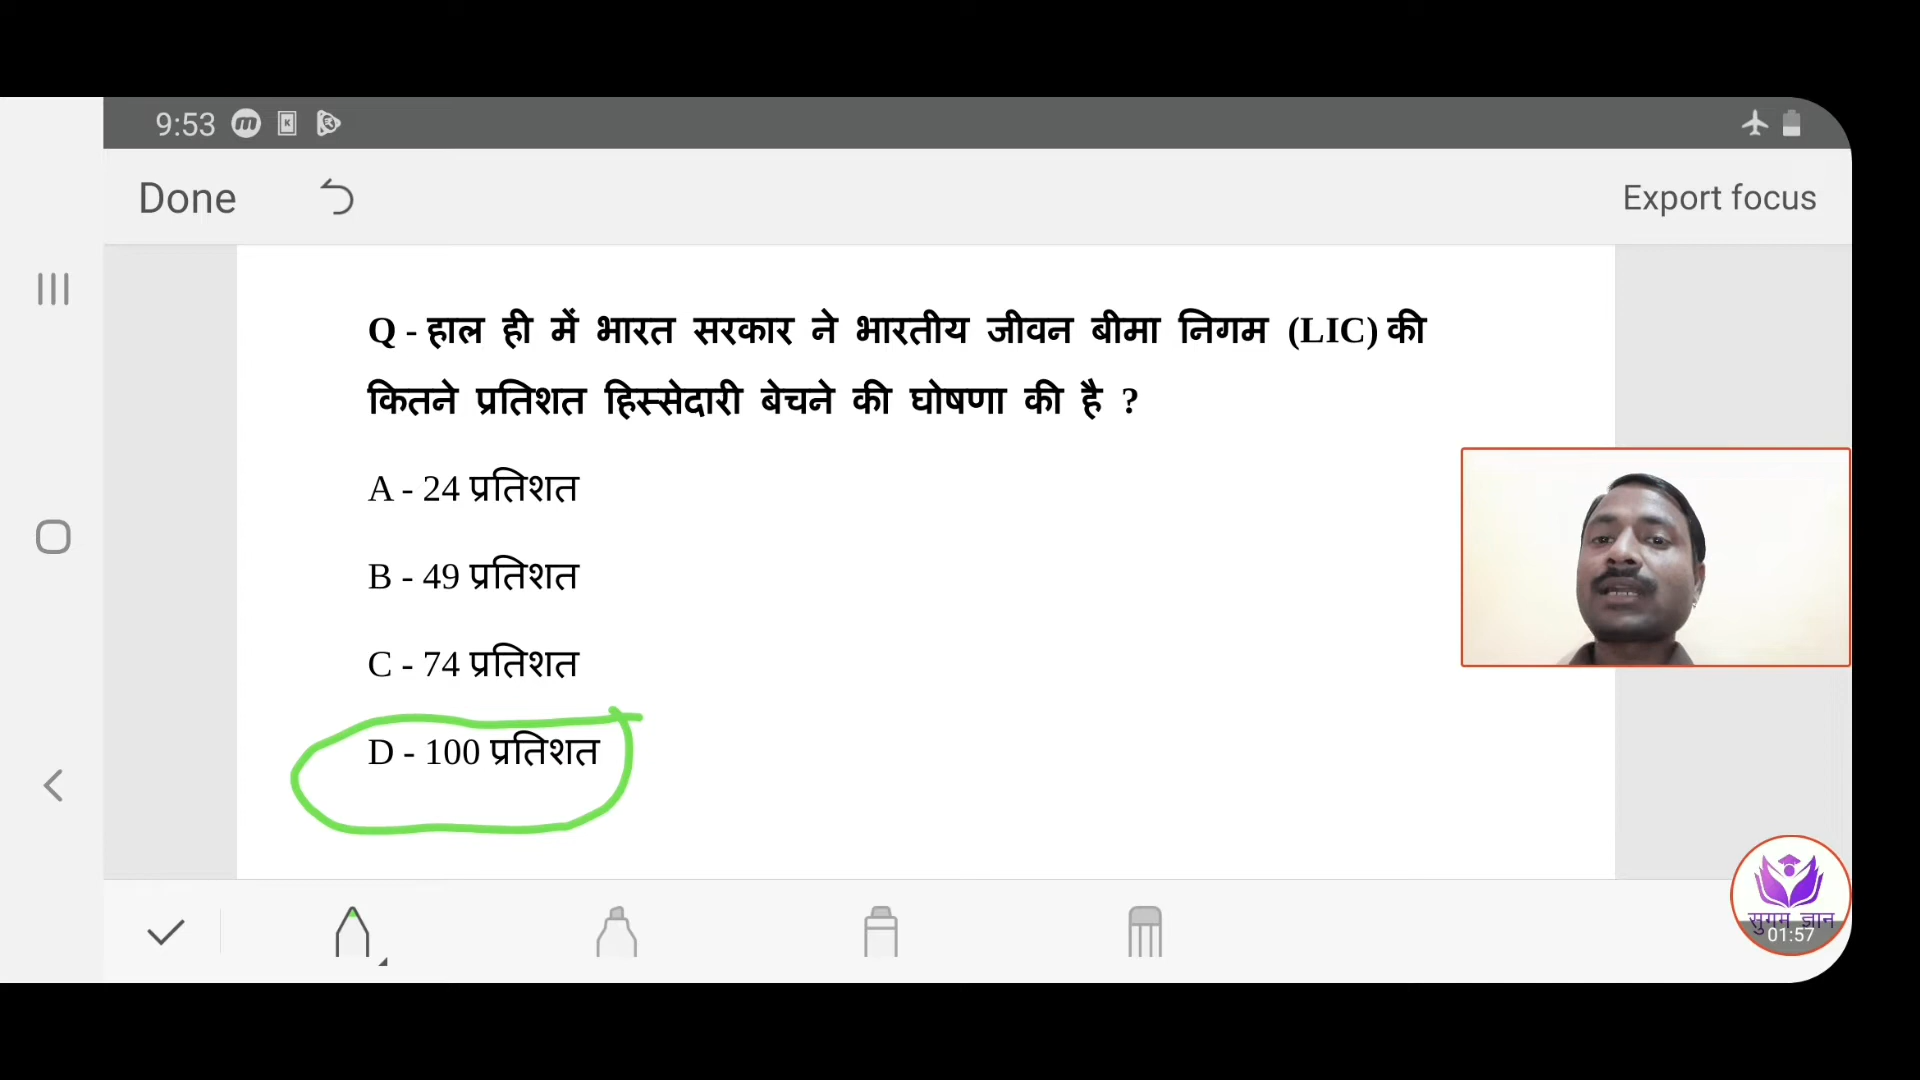 9:53
Done
Export focus
Q - हाल ही में भारत सरकार ने भारतीय जीवन बीमा निगम (LIC) की
कितने प्रतिशत हिस्सेदारी बेचने की घोषणा की है ?
A - 24 प्रतिशत
B - 49 प्रतिशत
C - 74 प्रतिशत
D - 100 प्रतिशत
सुगम ज्ञान
01:57